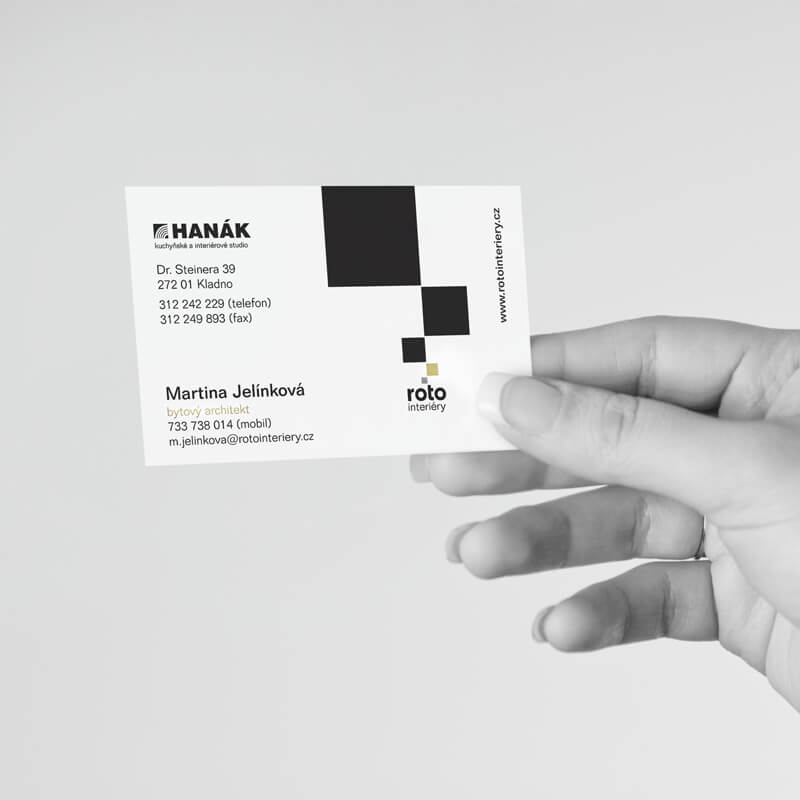 HANÁK
kuchyňské a interiérové studio
Dr. Steinera 39
272 01 Kladno
312 242 229 (telefon)
312 249 893 (fax)
Martina Jelínková
bytový architekt
733 738 014 (mobil)
m.jelinkova@rotointeriery.cz
roto
interiéry
www.rotointeriery.cz